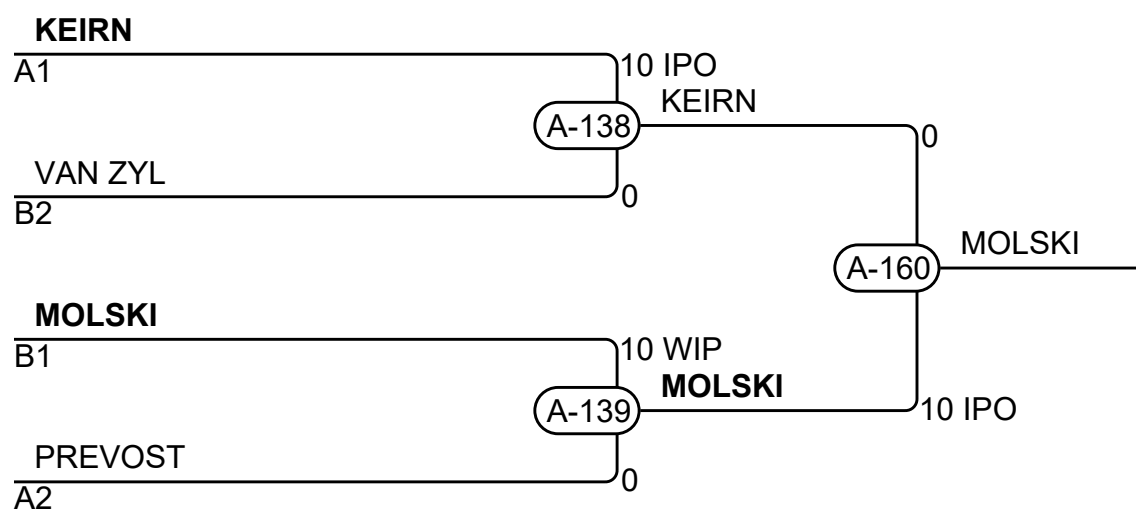 KEIRN
A1
10 IPO
KEIRN
A-138
0
VAN ZYL
B2
0
MOLSKI
A-160
MOLSKI
B1
10 WIP
MOLSKI
A-139
10 IPO
PREVOST
A2
0